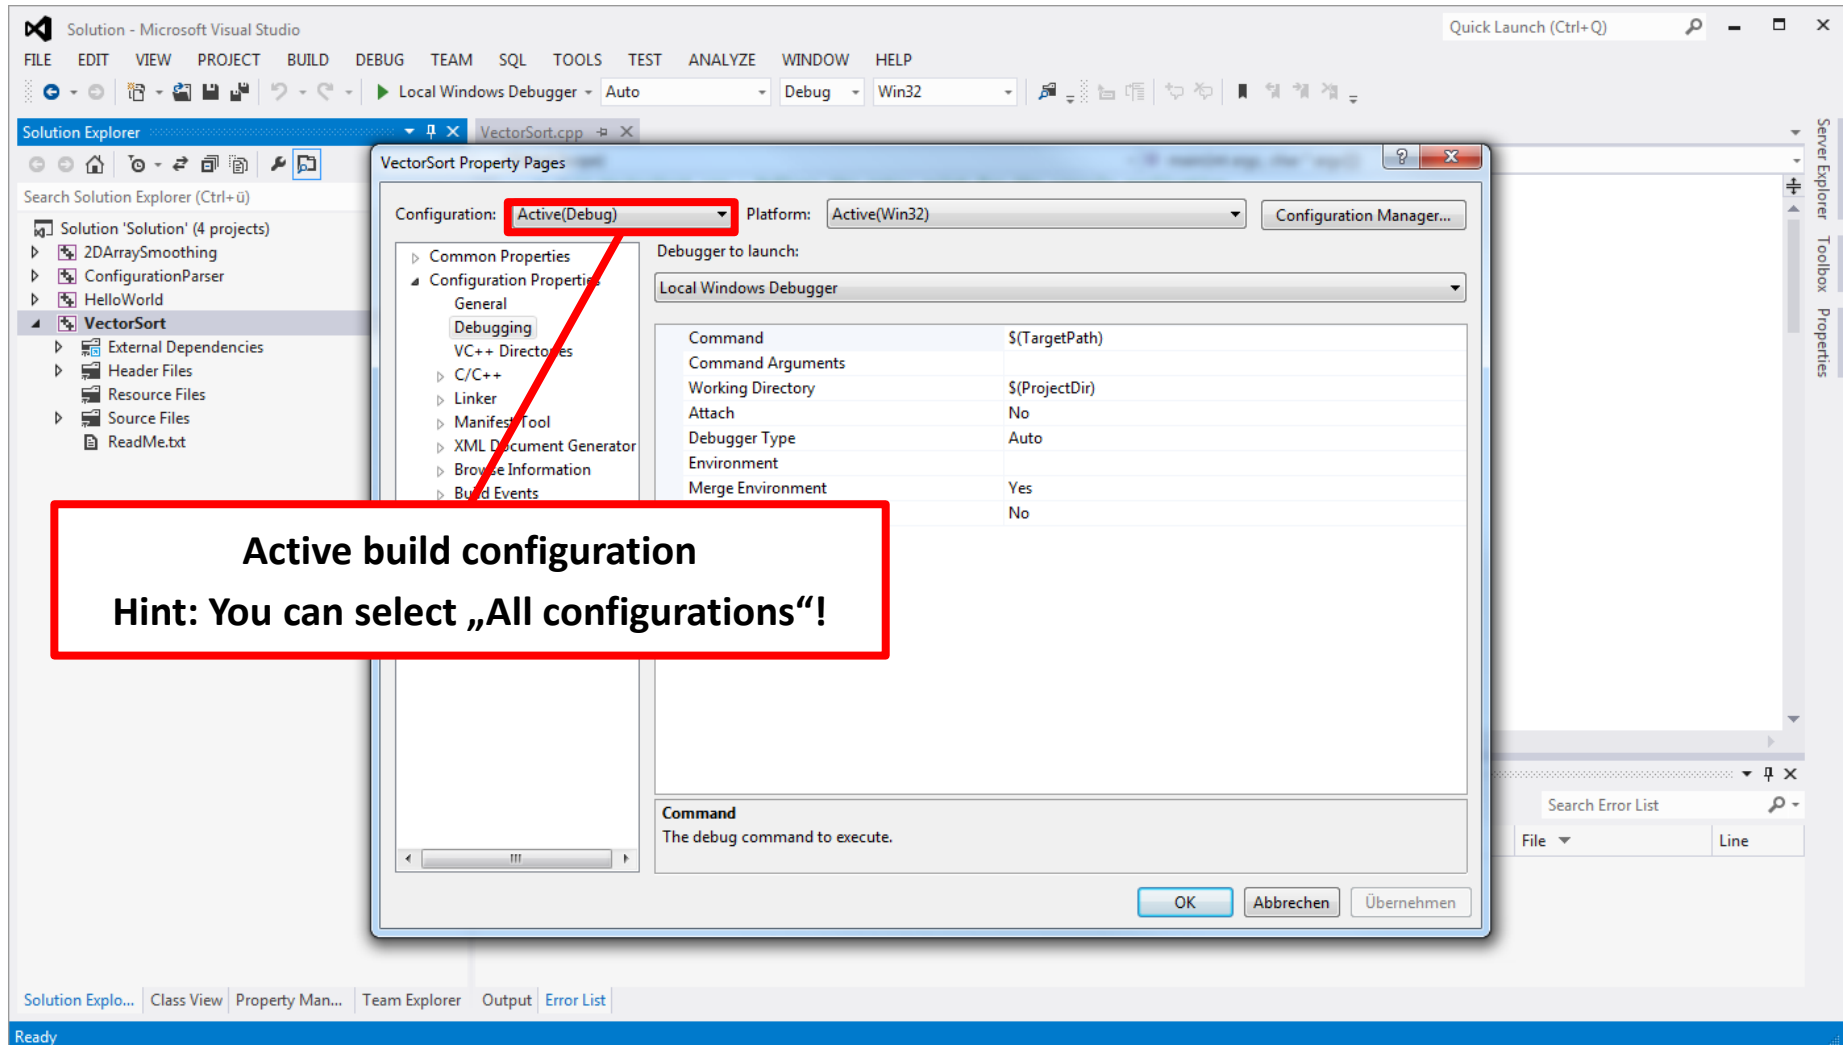 Solution - Microsoft Visual Studio
Quick Launch (Ctrl+Q)
FILE EDIT VIEW PROJECT BUILD DEBUG TEAM SQL TOOLS TEST ANALYZE WINDOW HELP
Local Windows Debugger Auto Debug Win32
Solution Explorer
VectorSort.cpp
Search Solution Explorer (Ctrl+ü)
Solution 'Solution' (4 projects)
2DArraySmoothing
ConfigurationParser
HelloWorld
VectorSort
External Dependencies
Header Files
Resource Files
Source Files
ReadMe.txt
VectorSort Property Pages
Configuration: Active(Debug) Platform: Active(Win32) Configuration Manager...
Common Properties
Configuration Properties
General
Debugging
VC++ Directories
C/C++
Linker
Manifest Tool
XML Document Generator
Browse Information
Build Events
Debugger to launch:
Local Windows Debugger
Command $(TargetPath)
Command Arguments
Working Directory $(ProjectDir)
Attach No
Debugger Type Auto
Environment
Merge Environment Yes
No
Active build configuration
Hint: You can select „All configurations“!
Command
The debug command to execute.
OK Abbrechen Übernehmen
Server Explorer
Toolbox
Properties
Search Error List
File Line
Solution Explo... Class View Property Man... Team Explorer Output Error List
Ready